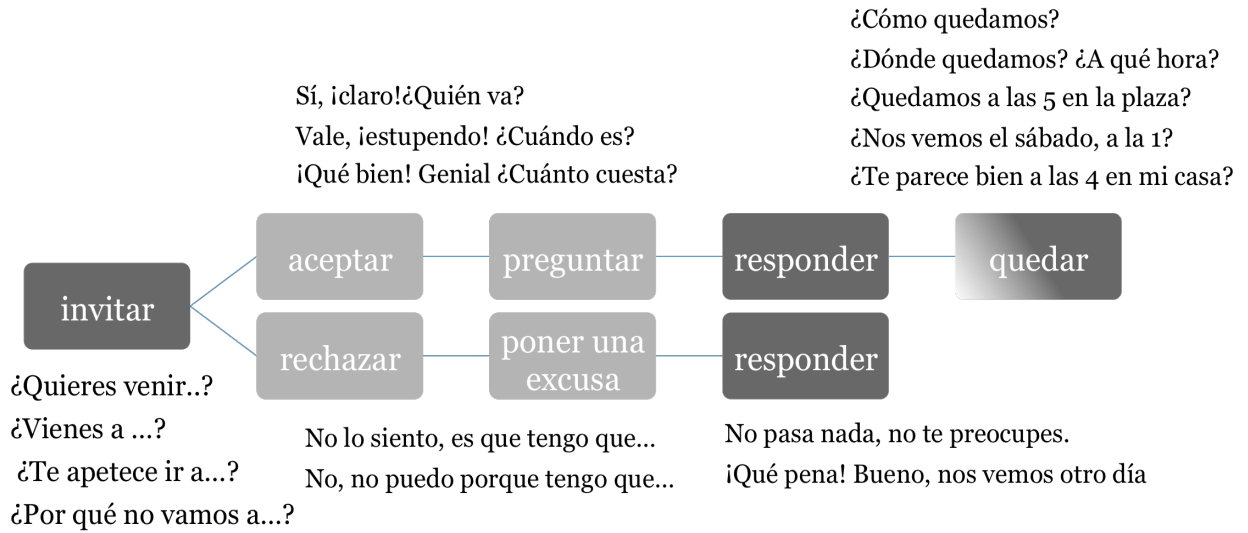 ¿Cómo quedamos?
¿Dónde quedamos? ¿A qué hora?
¿Quedamos a las 5 en la plaza?
¿Nos vemos el sábado, a la 1?
¿Te parece bien a las 4 en mi casa?
Sí, ¡claro!¿Quién va?
Vale, ¡estupendo! ¿Cuándo es?
¡Qué bien! Genial ¿Cuánto cuesta?
invitar
aceptar
preguntar
responder
quedar
rechazar
poner una
excusa
responder
¿Quieres venir..?
¿Vienes a ...?
¿Te apetece ir a...?
¿Por qué no vamos a...?
No lo siento, es que tengo que...
No, no puedo porque tengo que...
No pasa nada, no te preocupes.
¡Qué pena! Bueno, nos vemos otro día